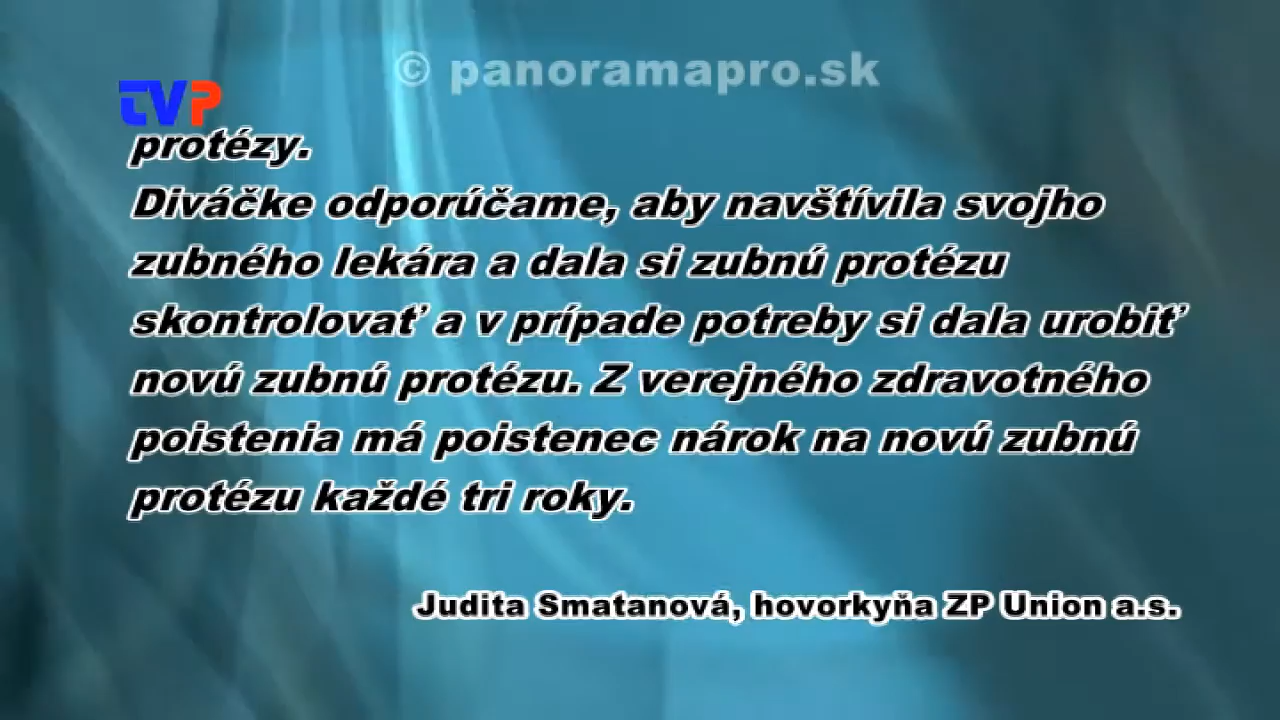 © panoramapro.sk
TVP
protézy.
Diváčke odporúčame, aby navštívila svojho
zubného lekára a dala si zubnú protézu
skontrolovať a v prípade potreby si dala urobiť
novú zubnú protézu. Z verejného zdravotného
poistenia má poistenec nárok na novú zubnú
protézu každé tri roky.
Judita Smatanová, hovorkyňa ZP Union a.s.